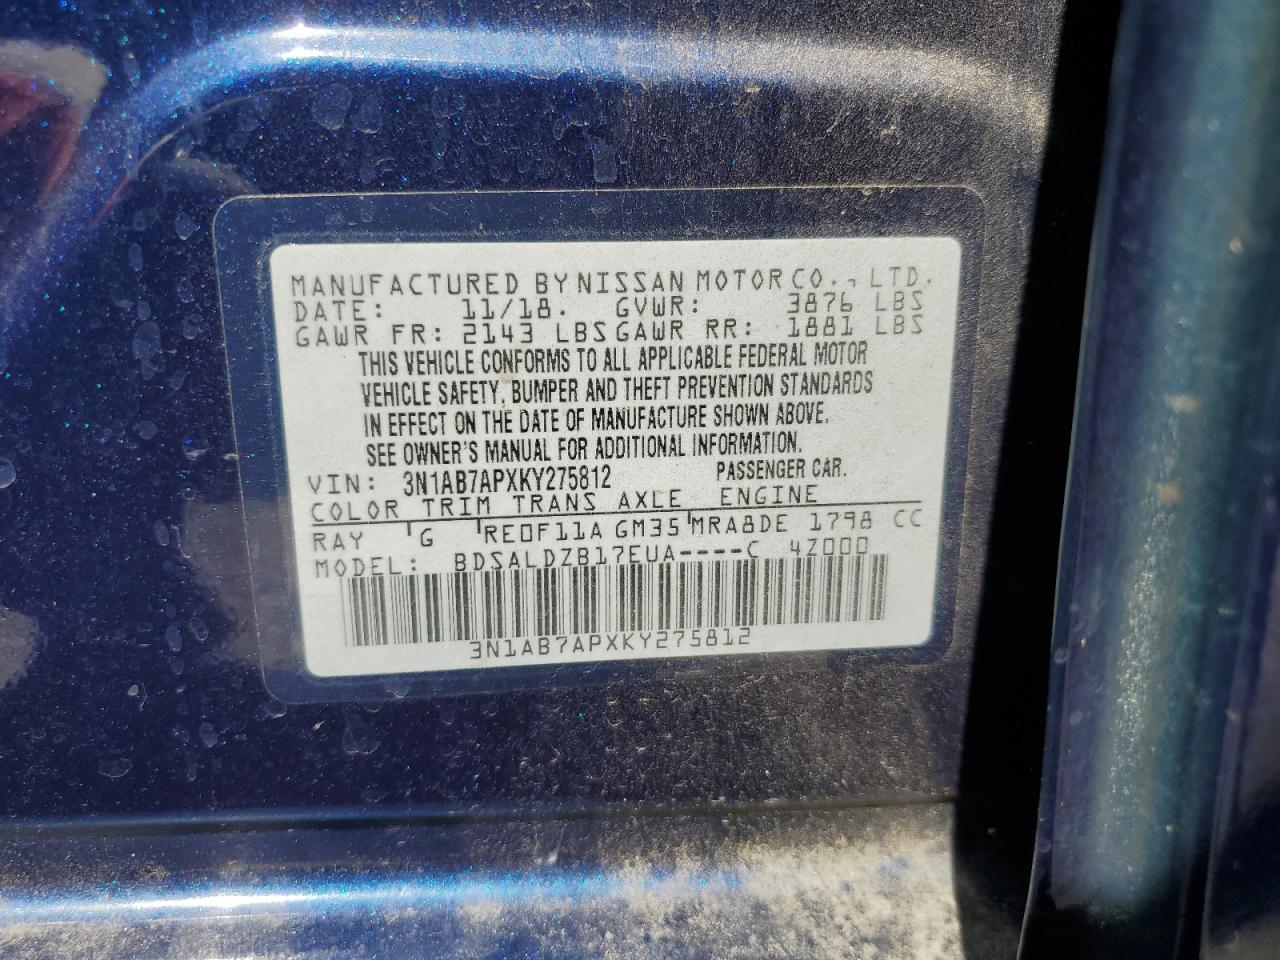 MANUFACTURED BY NISSAN MOTOR CO., LTD.
DATE: 11/18. GVWR: 3876 LBS
GAWR FR: 2143 LBS GAWR RR: 1881 LBS
THIS VEHICLE CONFORMS TO ALL APPLICABLE FEDERAL MOTOR
VEHICLE SAFETY, BUMPER AND THEFT PREVENTION STANDARDS
IN EFFECT ON THE DATE OF MANUFACTURE SHOWN ABOVE.
SEE OWNER'S MANUAL FOR ADDITIONAL INFORMATION.
VIN: 3N1AB7APXKY275812 PASSENGER CAR.
COLOR TRIM TRANS AXLE ENGINE
RAY G RE0F11A GM35 MRA8DE 1798 CC
MODEL: BDSALDZB17EUA----C 4Z000
3N1AB7APXKY275812